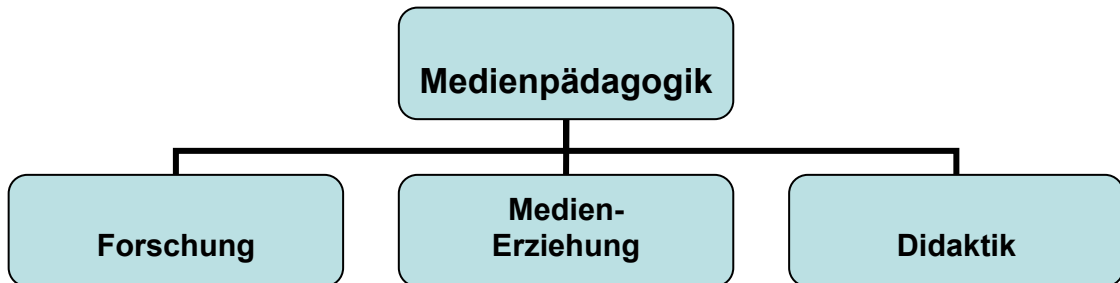 Medienpädagogik
Forschung
Medien-
Erziehung
Didaktik